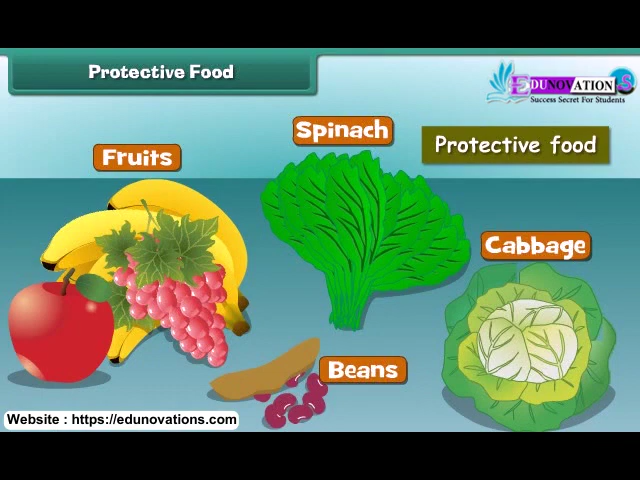 Protective Food
EDUNOVATIONS
Success Secret For Students
Spinach
Protective food
Fruits
Cabbage
Beans
Website : https://edunovations.com